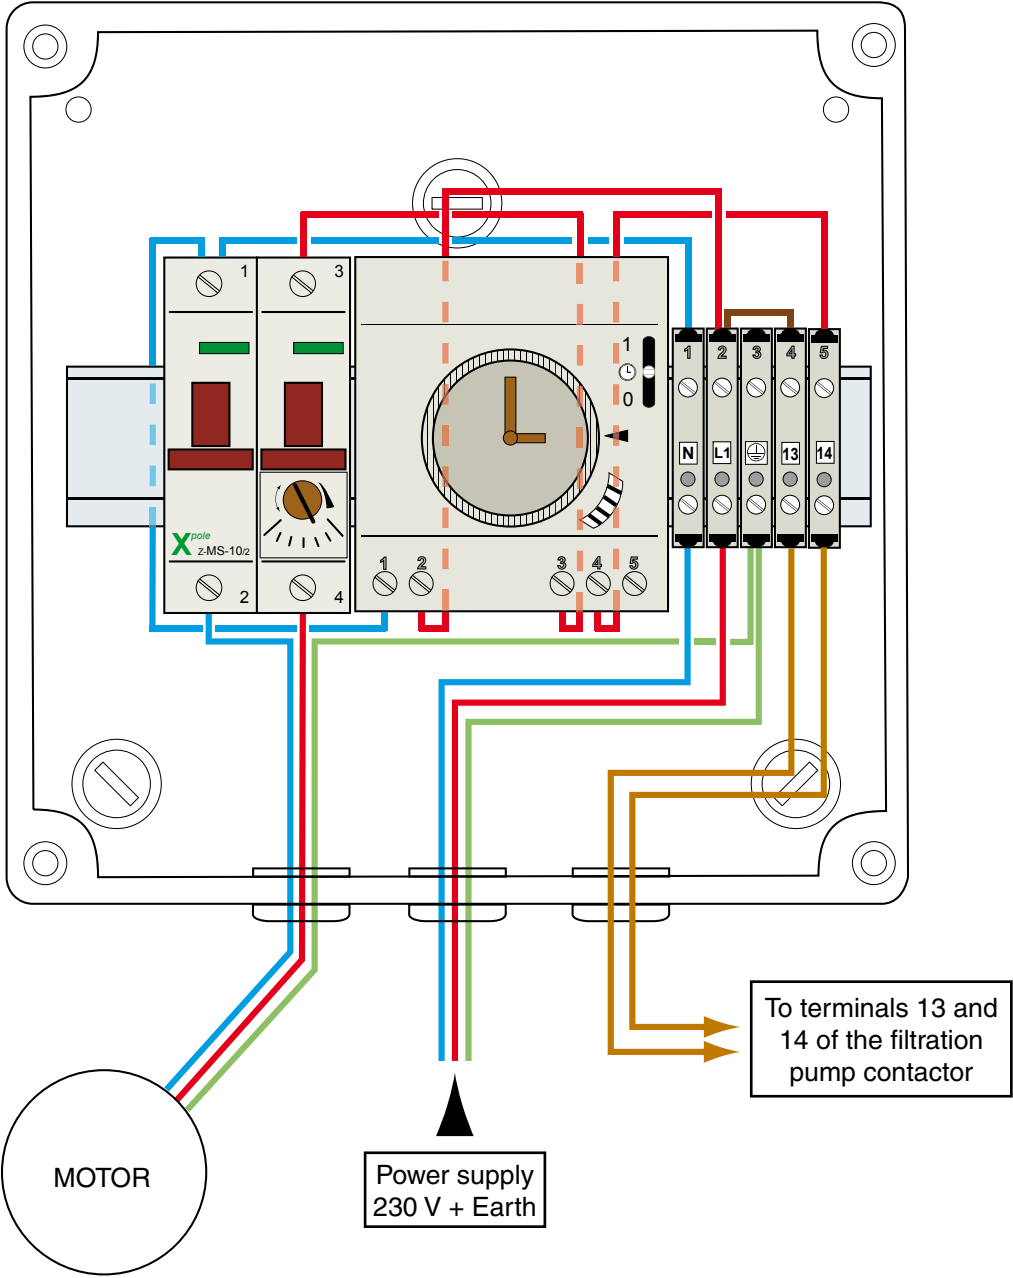 1 3
1
0
1 2 3 4 5
N L1 13 14
Xpole
Z-MS-10/2
1 2 3 4 5
2 4
To terminals 13 and
14 of the filtration
pump contactor
MOTOR
Power supply
230 V + Earth